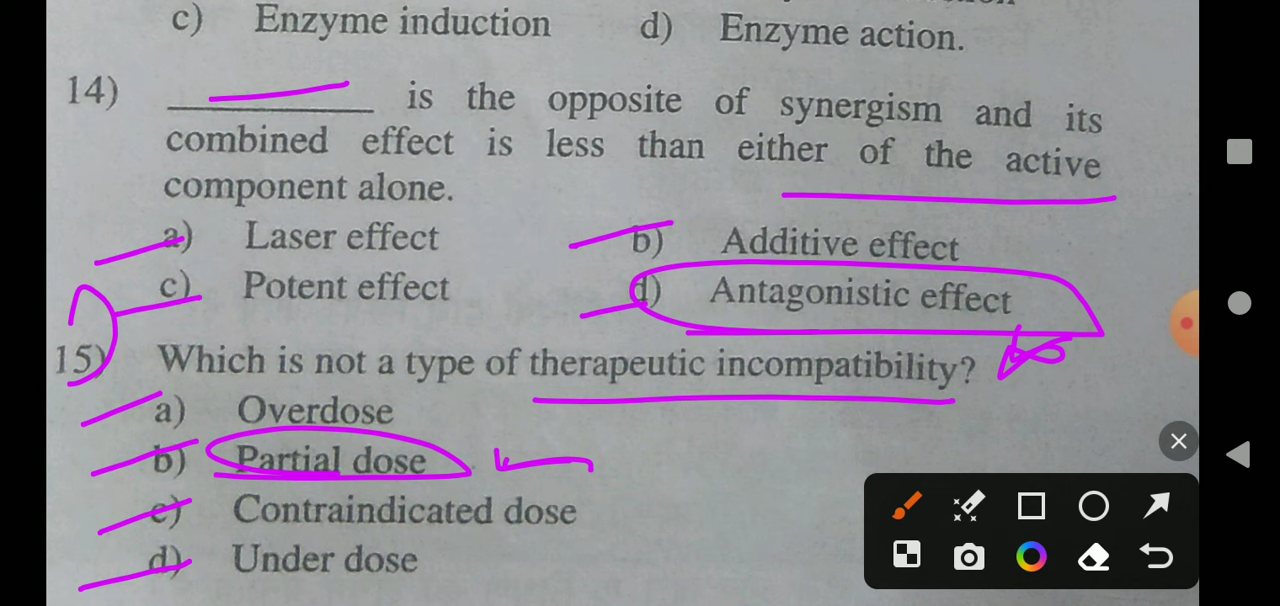 c) Enzyme induction d) Enzyme action.
14) ________ is the opposite of synergism and its
combined effect is less than either of the active
component alone.
a) Laser effect b) Additive effect
c) Potent effect d) Antagonistic effect
15) Which is not a type of therapeutic incompatibility?
a) Overdose
b) Partial dose
c) Contraindicated dose
d) Under dose